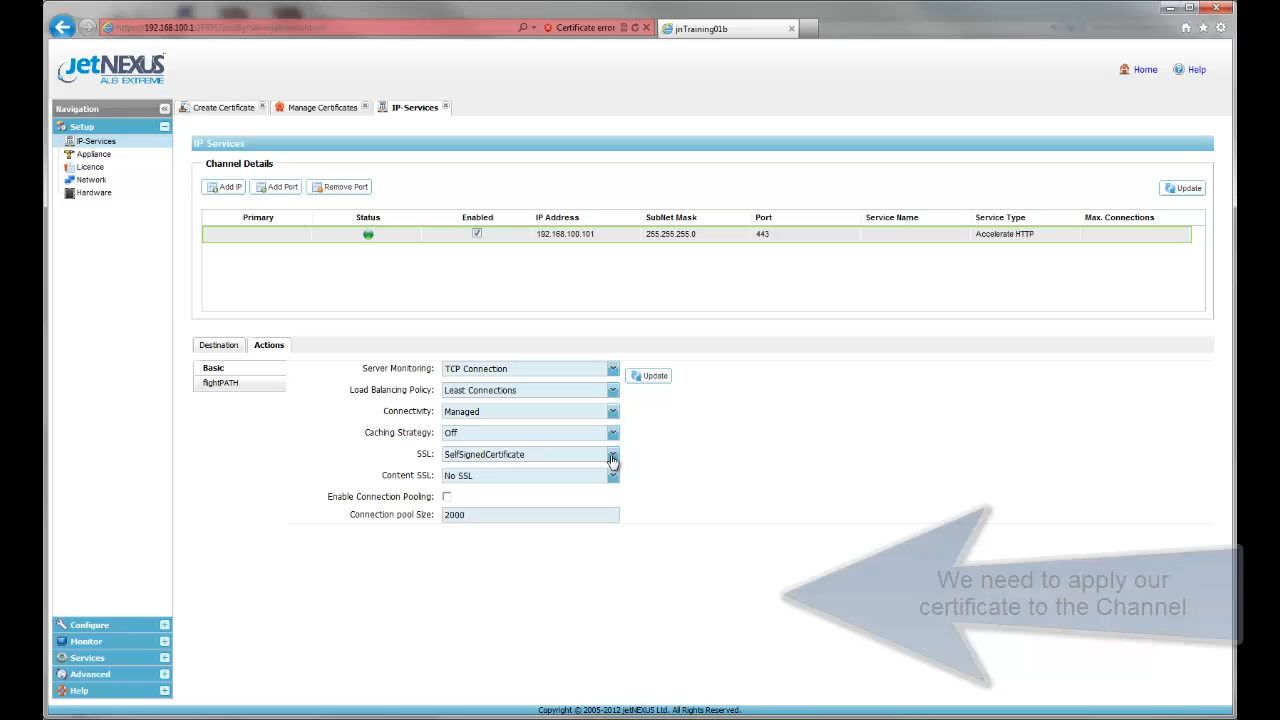 192.168.100.1
Certificate error
jnTraining01b
jetNEXUS
ALB EXTREME
Home
Help
Navigation
Setup
IP-Services
Appliance
Licence
Network
Hardware
Create Certificate
Manage Certificates
IP-Services
IP Services
Channel Details
Add IP
Add Port
Remove Port
Update
Primary Status Enabled IP Address SubNet Mask Port Service Name Service Type Max. Connections
192.168.100.101 255.255.255.0 443 Accelerate HTTP
Destination
Actions
Basic
flightPATH
Server Monitoring: TCP Connection
Update
Load Balancing Policy: Least Connections
Connectivity: Managed
Caching Strategy: Off
SSL: SelfSignedCertificate
Content SSL: No SSL
Enable Connection Pooling:
Connection pool Size: 2000
We need to apply our
certificate to the Channel
Configure
Monitor
Services
Advanced
Help
Copyright © 2005-2012 jetNEXUS Ltd. All Rights Reserved.